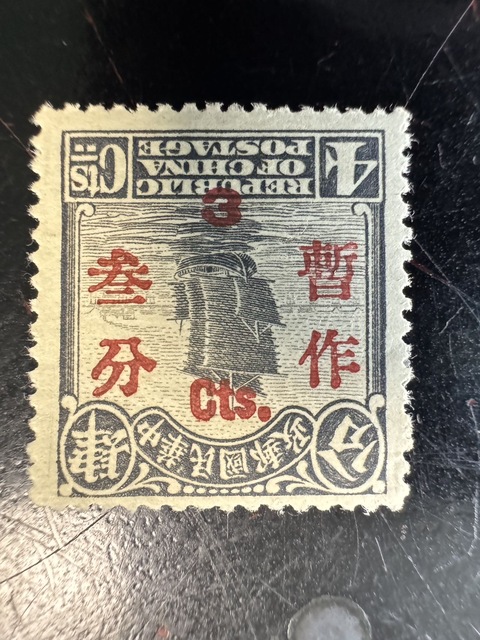 3
暫作
叁分
Cts.
中華民國郵政
肆
分
4
REPUBLIC
OF CHINA
POSTAGE
Cts